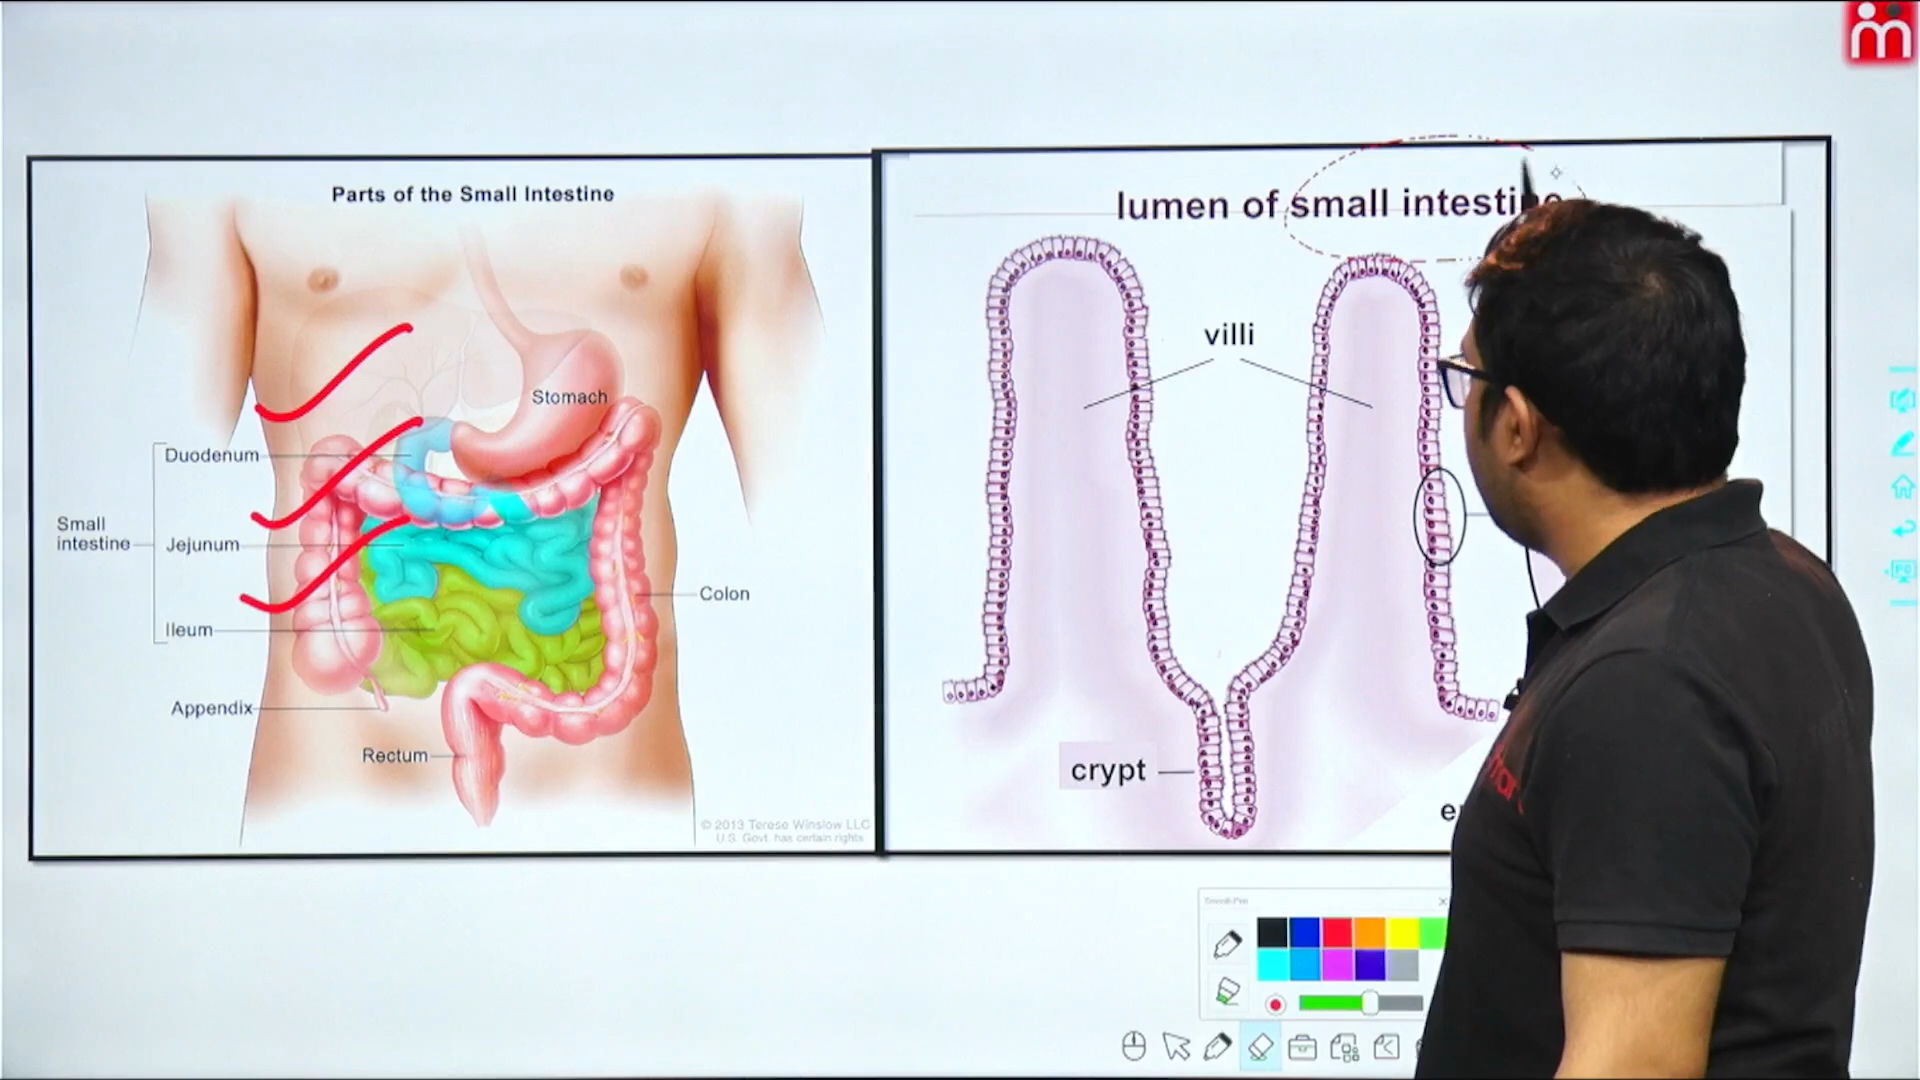 Parts of the Small Intestine
Stomach
Duodenum
Small
intestine
Jejunum
Colon
Ileum
Appendix
Rectum
© 2013 Terese Winslow LLC
U.S. Govt. has certain rights
lumen of small intestine
villi
crypt